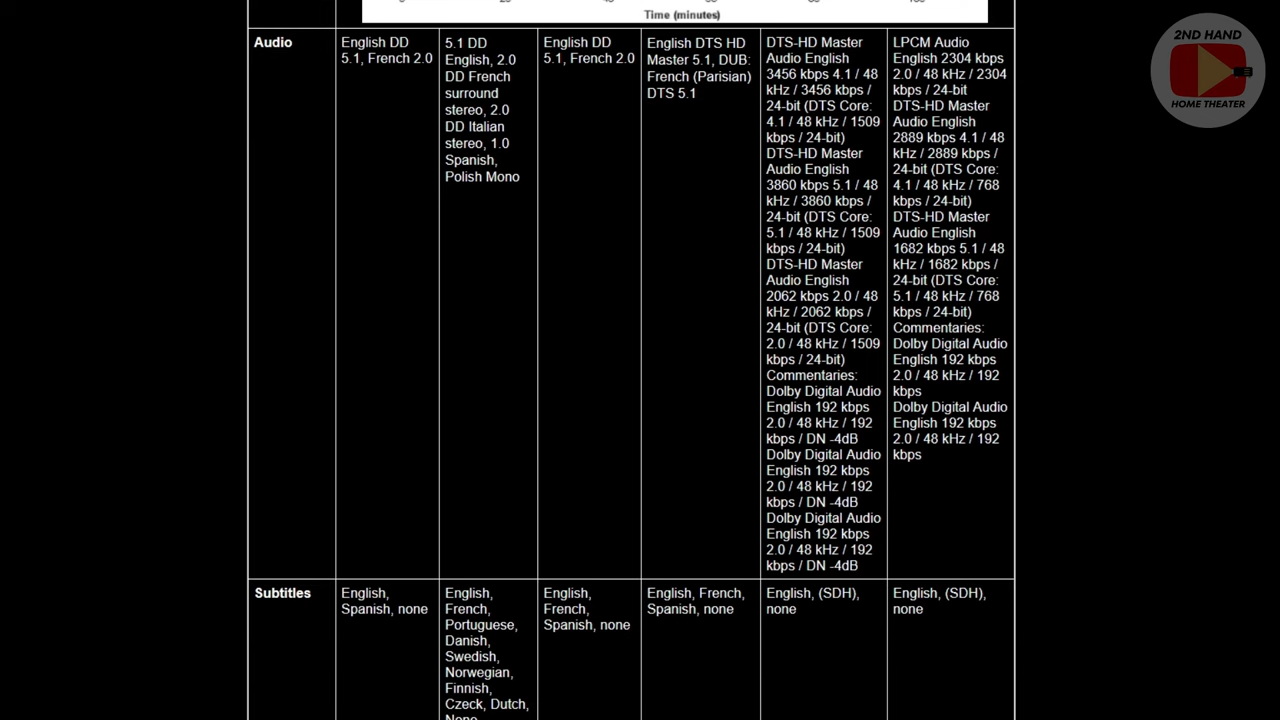 Time (minutes)
2ND HAND
HOME THEATER
Audio
English DD
5.1, French 2.0
5.1 DD
English, 2.0
DD French
surround
stereo, 2.0
DD Italian
stereo, 1.0
Spanish,
Polish Mono
English DD
5.1, French 2.0
English DTS HD
Master 5.1, DUB:
French (Parisian)
DTS 5.1
DTS-HD Master
Audio English
3456 kbps 4.1 / 48
kHz / 3456 kbps /
24-bit (DTS Core:
4.1 / 48 kHz / 1509
kbps / 24-bit)
DTS-HD Master
Audio English
3860 kbps 5.1 / 48
kHz / 3860 kbps /
24-bit (DTS Core:
5.1 / 48 kHz / 1509
kbps / 24-bit)
DTS-HD Master
Audio English
2062 kbps 2.0 / 48
kHz / 2062 kbps /
24-bit (DTS Core:
2.0 / 48 kHz / 1509
kbps / 24-bit)
Commentaries:
Dolby Digital Audio
English 192 kbps
2.0 / 48 kHz / 192
kbps / DN -4dB
Dolby Digital Audio
English 192 kbps
2.0 / 48 kHz / 192
kbps / DN -4dB
Dolby Digital Audio
English 192 kbps
2.0 / 48 kHz / 192
kbps / DN -4dB
LPCM Audio
English 2304 kbps
2.0 / 48 kHz / 2304
kbps / 24-bit
DTS-HD Master
Audio English
2889 kbps 4.1 / 48
kHz / 2889 kbps /
24-bit (DTS Core:
4.1 / 48 kHz / 768
kbps / 24-bit)
DTS-HD Master
Audio English
1682 kbps 5.1 / 48
kHz / 1682 kbps /
24-bit (DTS Core:
5.1 / 48 kHz / 768
kbps / 24-bit)
Commentaries:
Dolby Digital Audio
English 192 kbps
2.0 / 48 kHz / 192
kbps
Dolby Digital Audio
English 192 kbps
2.0 / 48 kHz / 192
kbps
Subtitles
English,
Spanish, none
English,
French,
Portuguese,
Danish,
Swedish,
Norwegian,
Finnish,
Czeck, Dutch,
None
English,
French,
Spanish, none
English, French,
Spanish, none
English, (SDH),
none
English, (SDH),
none